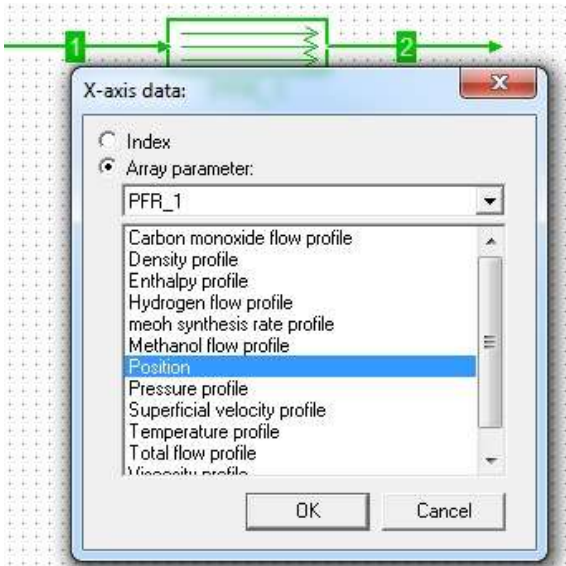 1
2
X-axis data:
Index
Array parameter:
PFR_1
Carbon monoxide flow profile
Density profile
Enthalpy profile
Hydrogen flow profile
meoh synthesis rate profile
Methanol flow profile
Position
Pressure profile
Superficial velocity profile
Temperature profile
Total flow profile
Viscosity profile
OK
Cancel